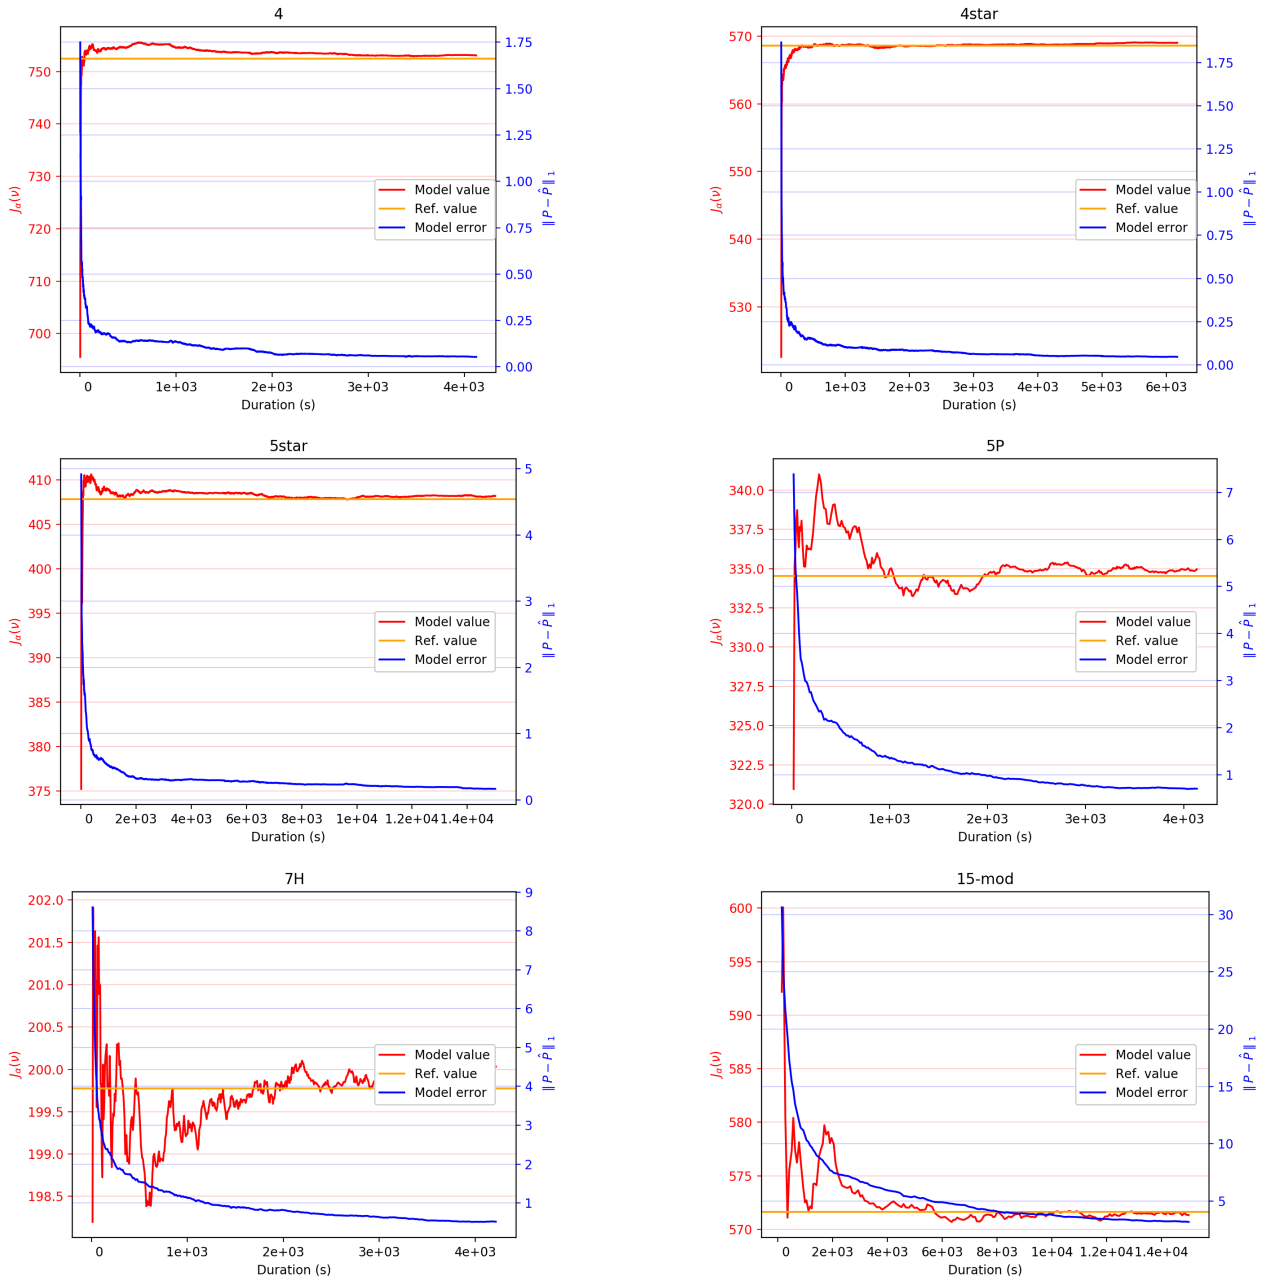 4
750
740
730
720
710
700
J_α(ν)
1.75
1.50
1.25
1.00
0.75
0.50
0.25
0.00
‖ P − P̂ ‖₁
Model value
Ref. value
Model error
0 1e+03 2e+03 3e+03 4e+03
Duration (s)
4star
570
560
550
540
530
J_α(ν)
1.75
1.50
1.25
1.00
0.75
0.50
0.25
0.00
‖ P − P̂ ‖₁
Model value
Ref. value
Model error
0 1e+03 2e+03 3e+03 4e+03 5e+03 6e+03
Duration (s)
5star
410
405
400
395
390
385
380
375
J_α(ν)
5
4
3
2
1
0
‖ P − P̂ ‖₁
Model value
Ref. value
Model error
0 2e+03 4e+03 6e+03 8e+03 1e+04 1.2e+04 1.4e+04
Duration (s)
5P
340.0
337.5
335.0
332.5
330.0
327.5
325.0
322.5
320.0
J_α(ν)
7
6
5
4
3
2
1
‖ P − P̂ ‖₁
Model value
Ref. value
Model error
0 1e+03 2e+03 3e+03 4e+03
Duration (s)
7H
202.0
201.5
201.0
200.5
200.0
199.5
199.0
198.5
J_α(ν)
9
8
7
6
5
4
3
2
1
‖ P − P̂ ‖₁
Model value
Ref. value
Model error
0 1e+03 2e+03 3e+03 4e+03
Duration (s)
15-mod
600
595
590
585
580
575
570
J_α(ν)
30
25
20
15
10
5
‖ P − P̂ ‖₁
Model value
Ref. value
Model error
0 2e+03 4e+03 6e+03 8e+03 1e+04 1.2e+04 1.4e+04
Duration (s)